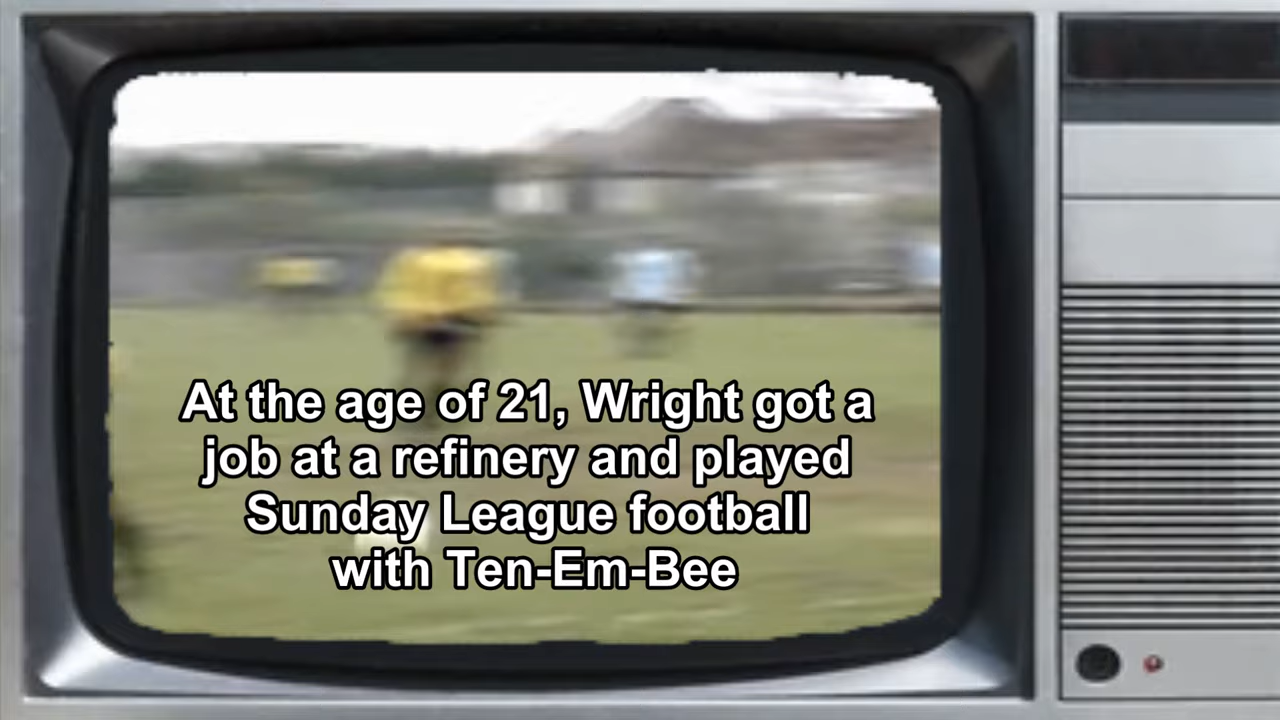 At the age of 21, Wright got a
job at a refinery and played
Sunday League football
with Ten-Em-Bee